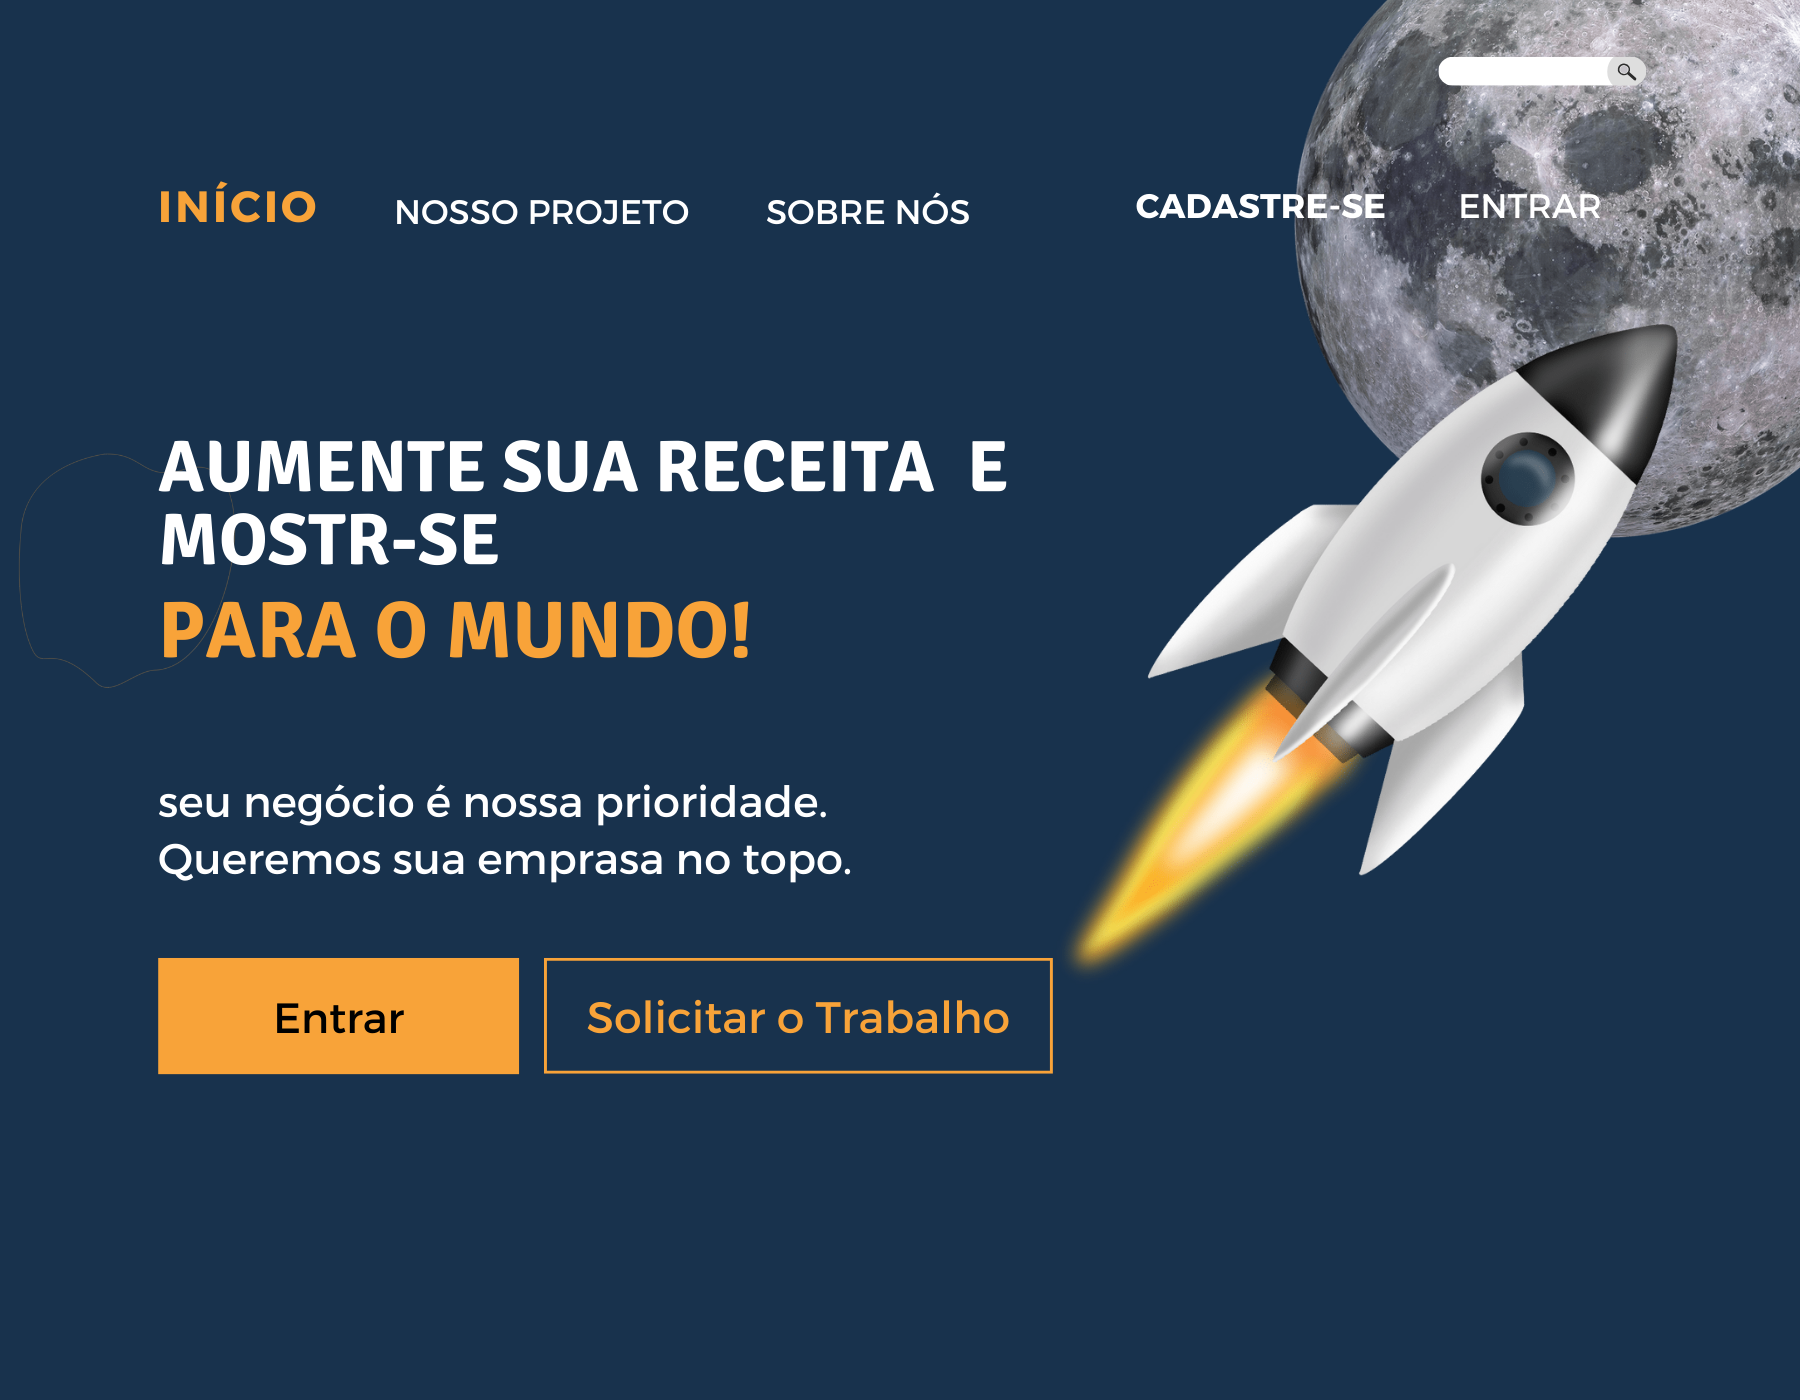 INÍCIO NOSSO PROJETO SOBRE NÓS CADASTRE-SE ENTRAR
AUMENTE SUA RECEITA E
MOSTR-SE
PARA O MUNDO!
seu negócio é nossa prioridade.
Queremos sua emprasa no topo.
Entrar Solicitar o Trabalho